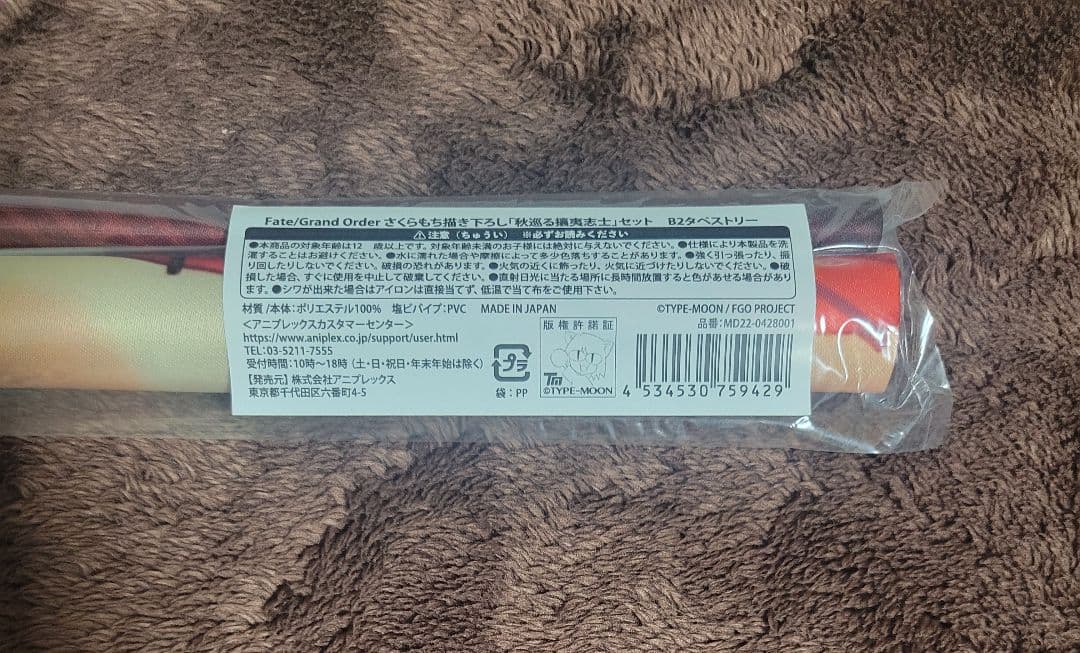 Fate/Grand Order さくらもち描き下ろし「秋巡る攘夷志士」セット　B2タペストリー
⚠注意（ちゅうい）　※必ずお読みください
●本商品の対象年齢は12　歳以上です。対象年齢未満のお子様には絶対に与えないでください。●仕様により本製品を洗
濯することはお避けください。●水に濡れた場合や摩擦によって多少色落ちすることがあります。●強く引っ張ったり、振
り回したりしないでください。破損の恐れがあります。●火気の近くに飾ったり、火気に近づけたりしないでください。●破
損した場合、すぐに使用を中止して破棄してください。●直射日光に当たる場所に長時間放置すると色があせる場合があり
ます。●シワが出来た場合はアイロンは直接当てず、低温で当て布をご使用下さい。
材質/本体：ポリエステル100%　塩ビパイプ：PVC　MADE IN JAPAN
©TYPE-MOON / FGO PROJECT
品番：MD22-0428001
＜アニプレックスカスタマーセンター＞
https://www.aniplex.co.jp/support/user.html
TEL：03-5211-7555
受付時間：10時〜18時（土・日・祝日・年末年始は除く）
【発売元】株式会社アニプレックス
東京都千代田区六番町4-5
プラ
袋：PP
版権許諾証
TM
©TYPE-MOON
4 534530 759429